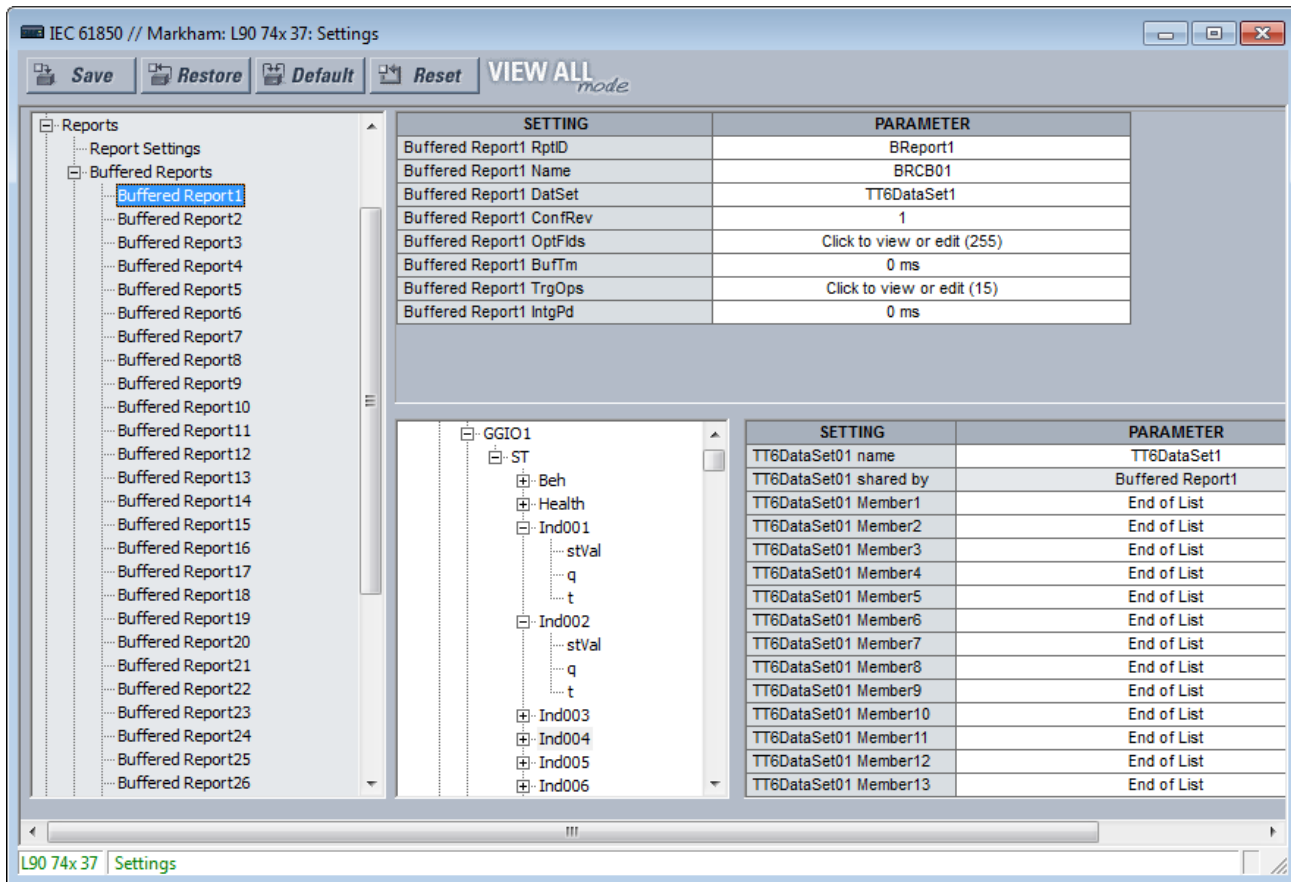 IEC 61850 // Markham: L90 74x 37: Settings
Save Restore Default Reset VIEW ALL mode
Reports
Report Settings
Buffered Reports
Buffered Report1
Buffered Report2
Buffered Report3
Buffered Report4
Buffered Report5
Buffered Report6
Buffered Report7
Buffered Report8
Buffered Report9
Buffered Report10
Buffered Report11
Buffered Report12
Buffered Report13
Buffered Report14
Buffered Report15
Buffered Report16
Buffered Report17
Buffered Report18
Buffered Report19
Buffered Report20
Buffered Report21
Buffered Report22
Buffered Report23
Buffered Report24
Buffered Report25
Buffered Report26
SETTING PARAMETER
Buffered Report1 RptID BReport1
Buffered Report1 Name BRCB01
Buffered Report1 DatSet TT6DataSet1
Buffered Report1 ConfRev 1
Buffered Report1 OptFlds Click to view or edit (255)
Buffered Report1 BufTm 0 ms
Buffered Report1 TrgOps Click to view or edit (15)
Buffered Report1 IntgPd 0 ms
GGIO1
ST
Beh
Health
Ind001
stVal
q
t
Ind002
stVal
q
t
Ind003
Ind004
Ind005
Ind006
SETTING PARAMETER
TT6DataSet01 name TT6DataSet1
TT6DataSet01 shared by Buffered Report1
TT6DataSet01 Member1 End of List
TT6DataSet01 Member2 End of List
TT6DataSet01 Member3 End of List
TT6DataSet01 Member4 End of List
TT6DataSet01 Member5 End of List
TT6DataSet01 Member6 End of List
TT6DataSet01 Member7 End of List
TT6DataSet01 Member8 End of List
TT6DataSet01 Member9 End of List
TT6DataSet01 Member10 End of List
TT6DataSet01 Member11 End of List
TT6DataSet01 Member12 End of List
TT6DataSet01 Member13 End of List
L90 74x 37 Settings